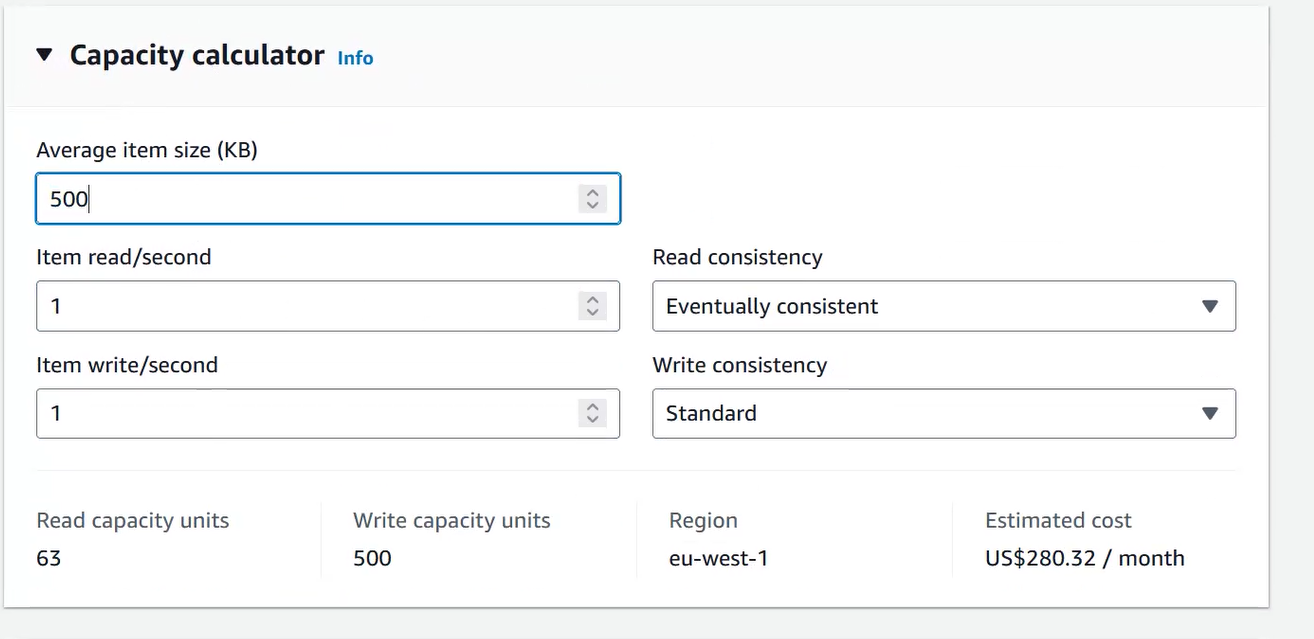 Capacity calculator Info
Average item size (KB)
500
Item read/second
Read consistency
1
Eventually consistent
Item write/second
Write consistency
1
Standard
Read capacity units
Write capacity units
Region
Estimated cost
63
500
eu-west-1
US$280.32 / month